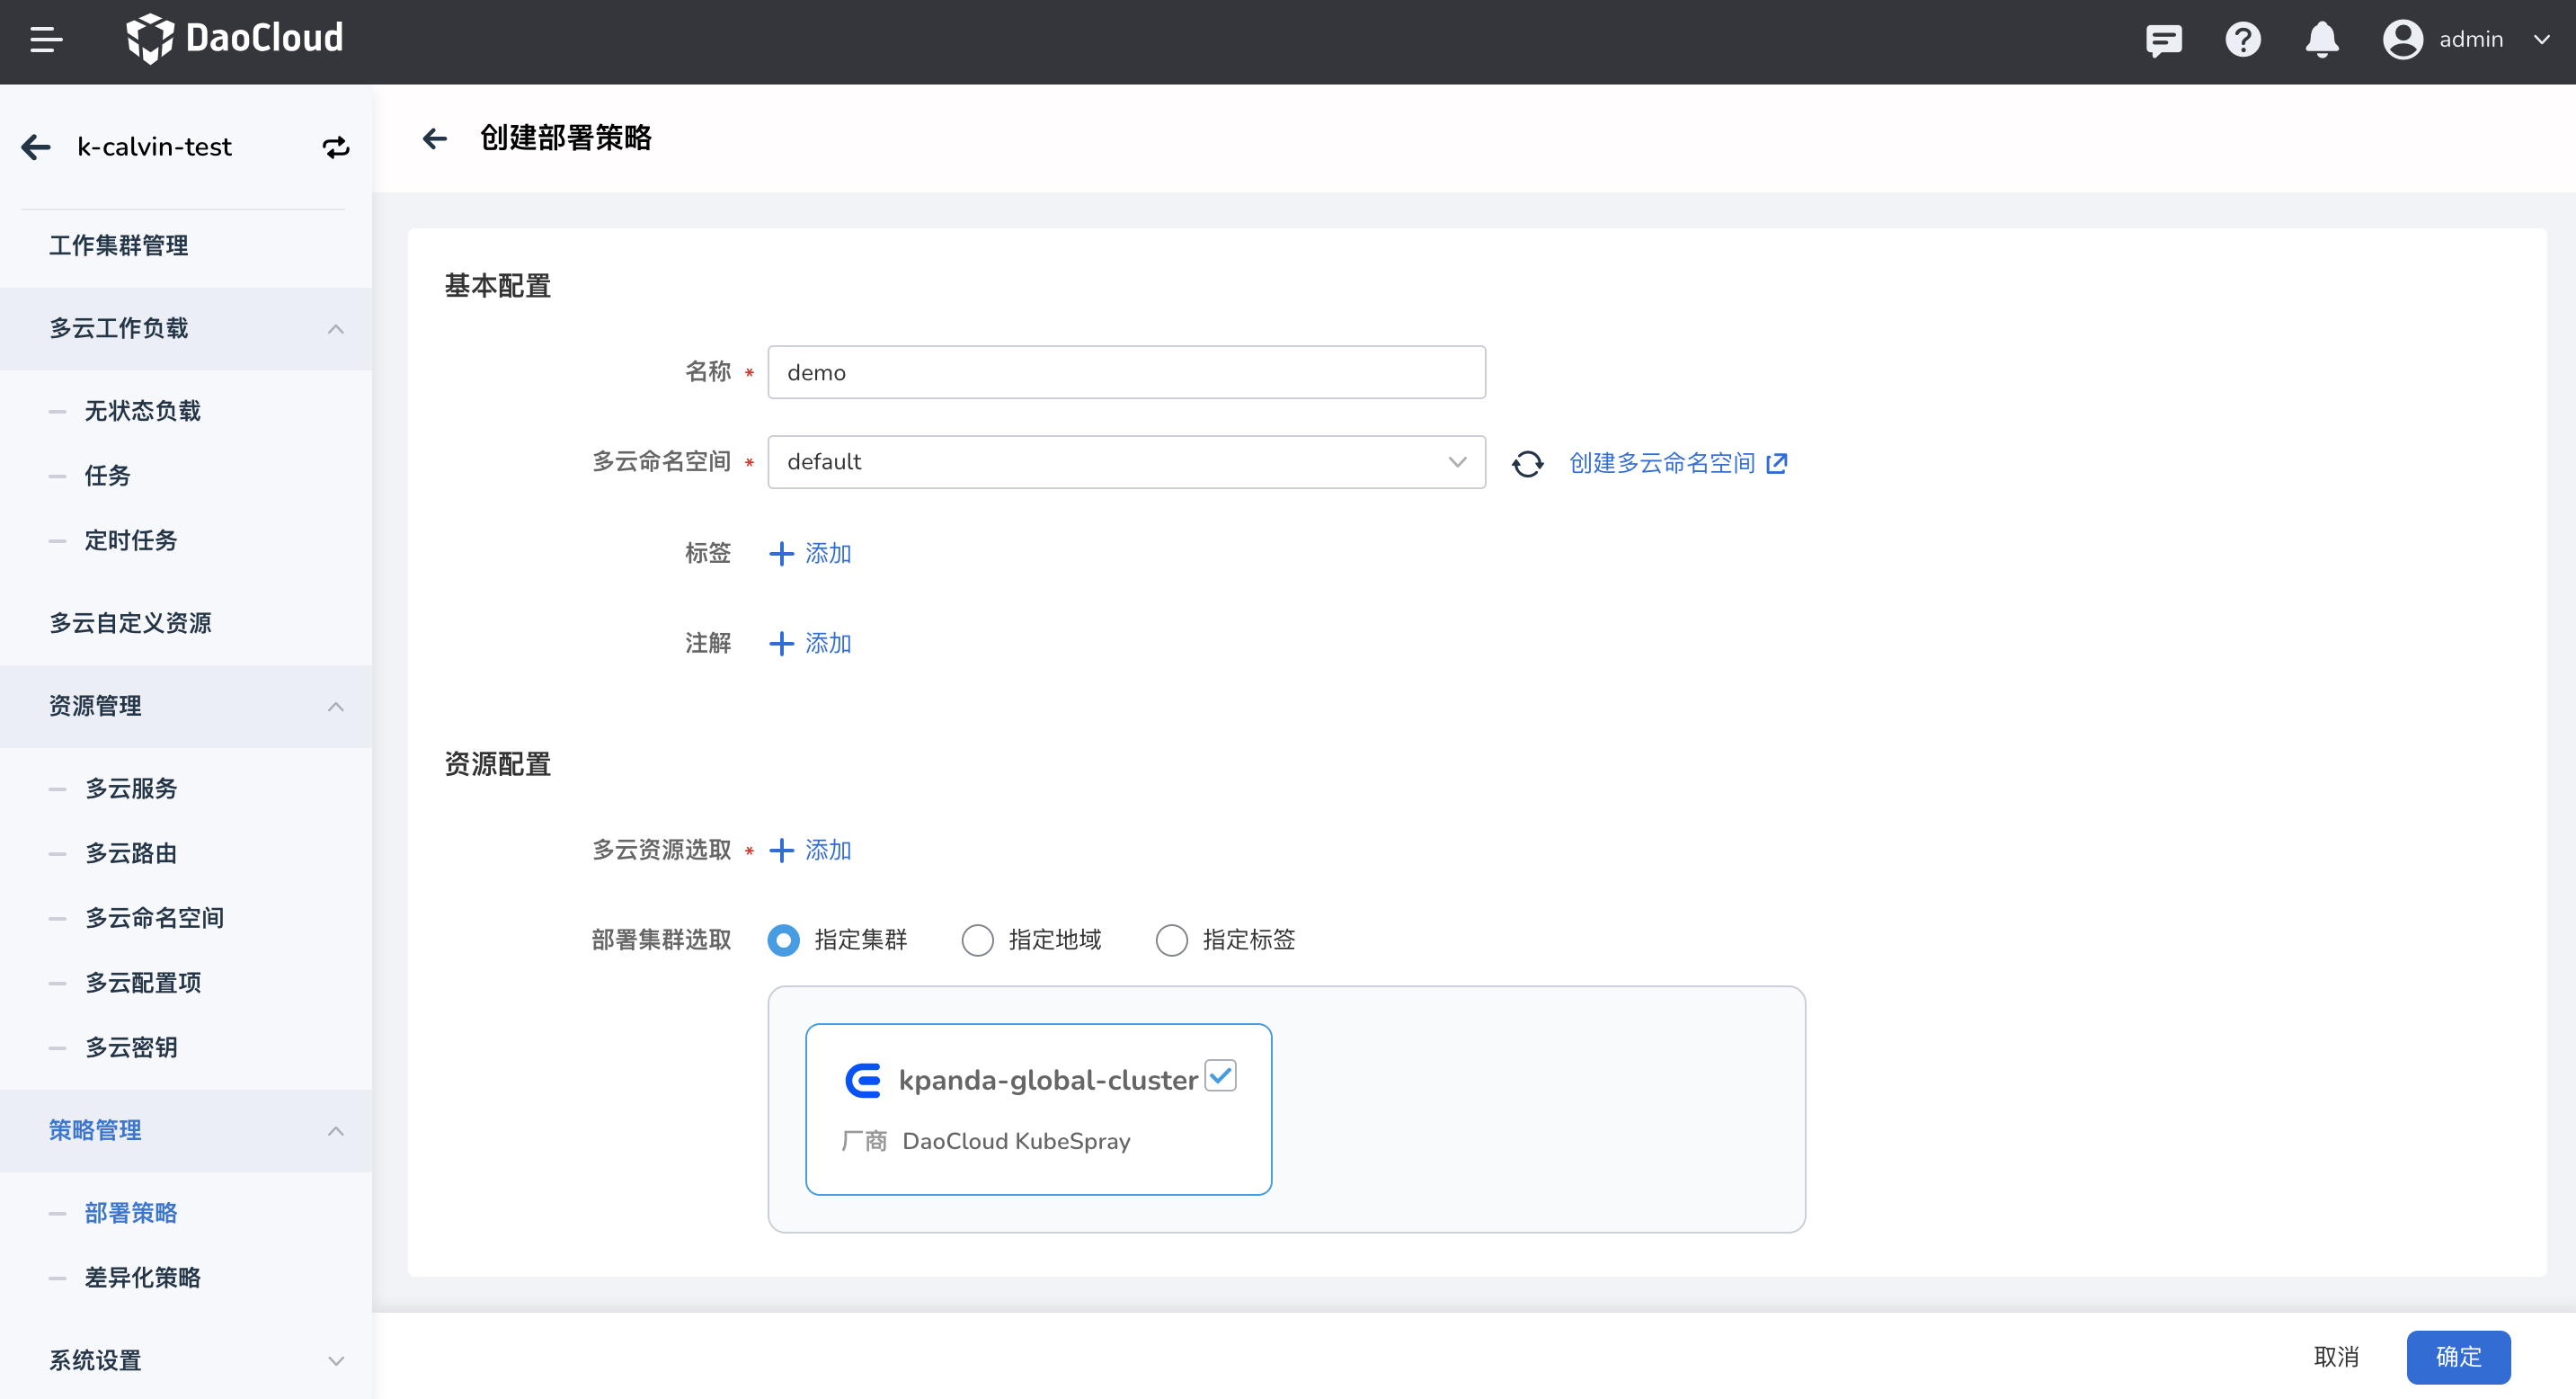 DaoCloud
admin
k-calvin-test
工作集群管理
多云工作负载
无状态负载
任务
定时任务
多云自定义资源
资源管理
多云服务
多云路由
多云命名空间
多云配置项
多云密钥
策略管理
部署策略
差异化策略
系统设置
创建部署策略
基本配置
名称 * demo
多云命名空间 * default 创建多云命名空间
标签 添加
注解 添加
资源配置
多云资源选取 * 添加
部署集群选取 指定集群 指定地域 指定标签
kpanda-global-cluster
厂商 DaoCloud KubeSpray
取消 确定